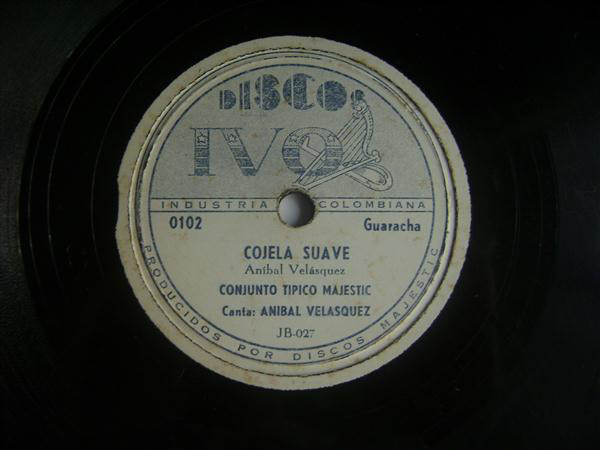 DISCOS
IVO
INDUSTRIA COLOMBIANA
0102 Guaracha
COJELA SUAVE
Aníbal Velásquez
CONJUNTO TIPICO MAJESTIC
Canta: ANIBAL VELASQUEZ
JB-027
PRODUCIDOS POR DISCOS MAJESTIC